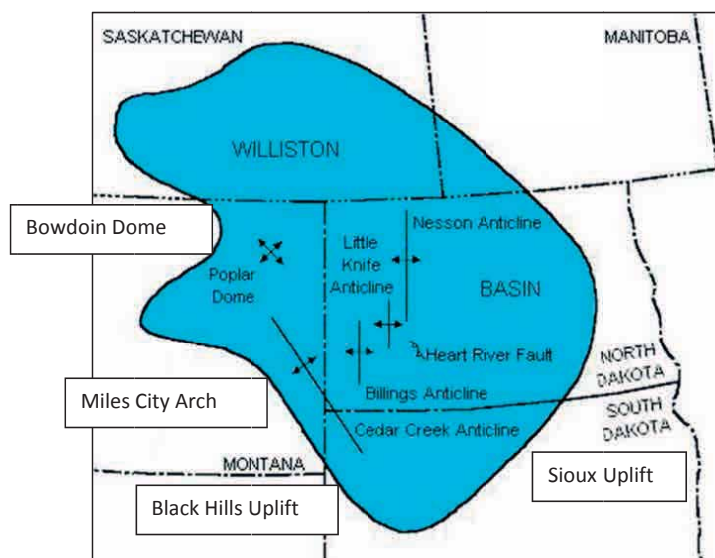 SASKATCHEWAN
MANITOBA
WILLISTON
Bowdoin Dome
Nesson Anticline
Little
Knife
Anticline
Poplar
Dome
BASIN
Heart River Fault
NORTH
DAKOTA
Billings Anticline
Miles City Arch
SOUTH
DAKOTA
Cedar Creek Anticline
MONTANA
Sioux Uplift
Black Hills Uplift